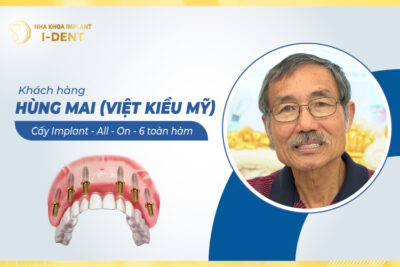 NHA KHOA IMPLANT
I-DENT
Khách hàng
HÙNG MAI (VIỆT KIỀU MỸ)
Cấy Implant - All - On - 6 toàn hàm